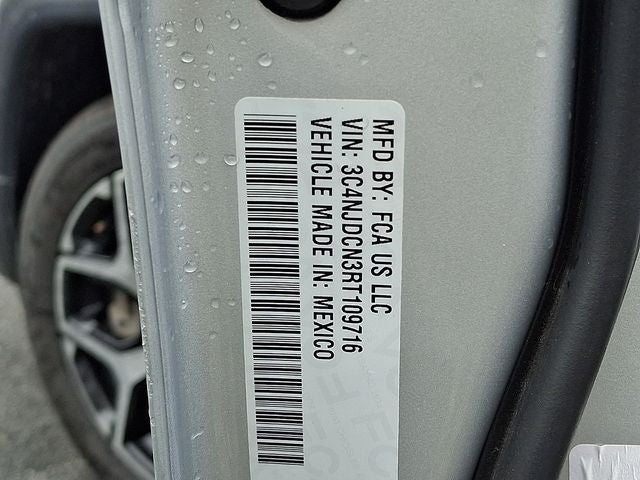 MFD BY: FCA US LLC
VIN: 3C4NJDCN3RT109716
VEHICLE MADE IN: MEXICO